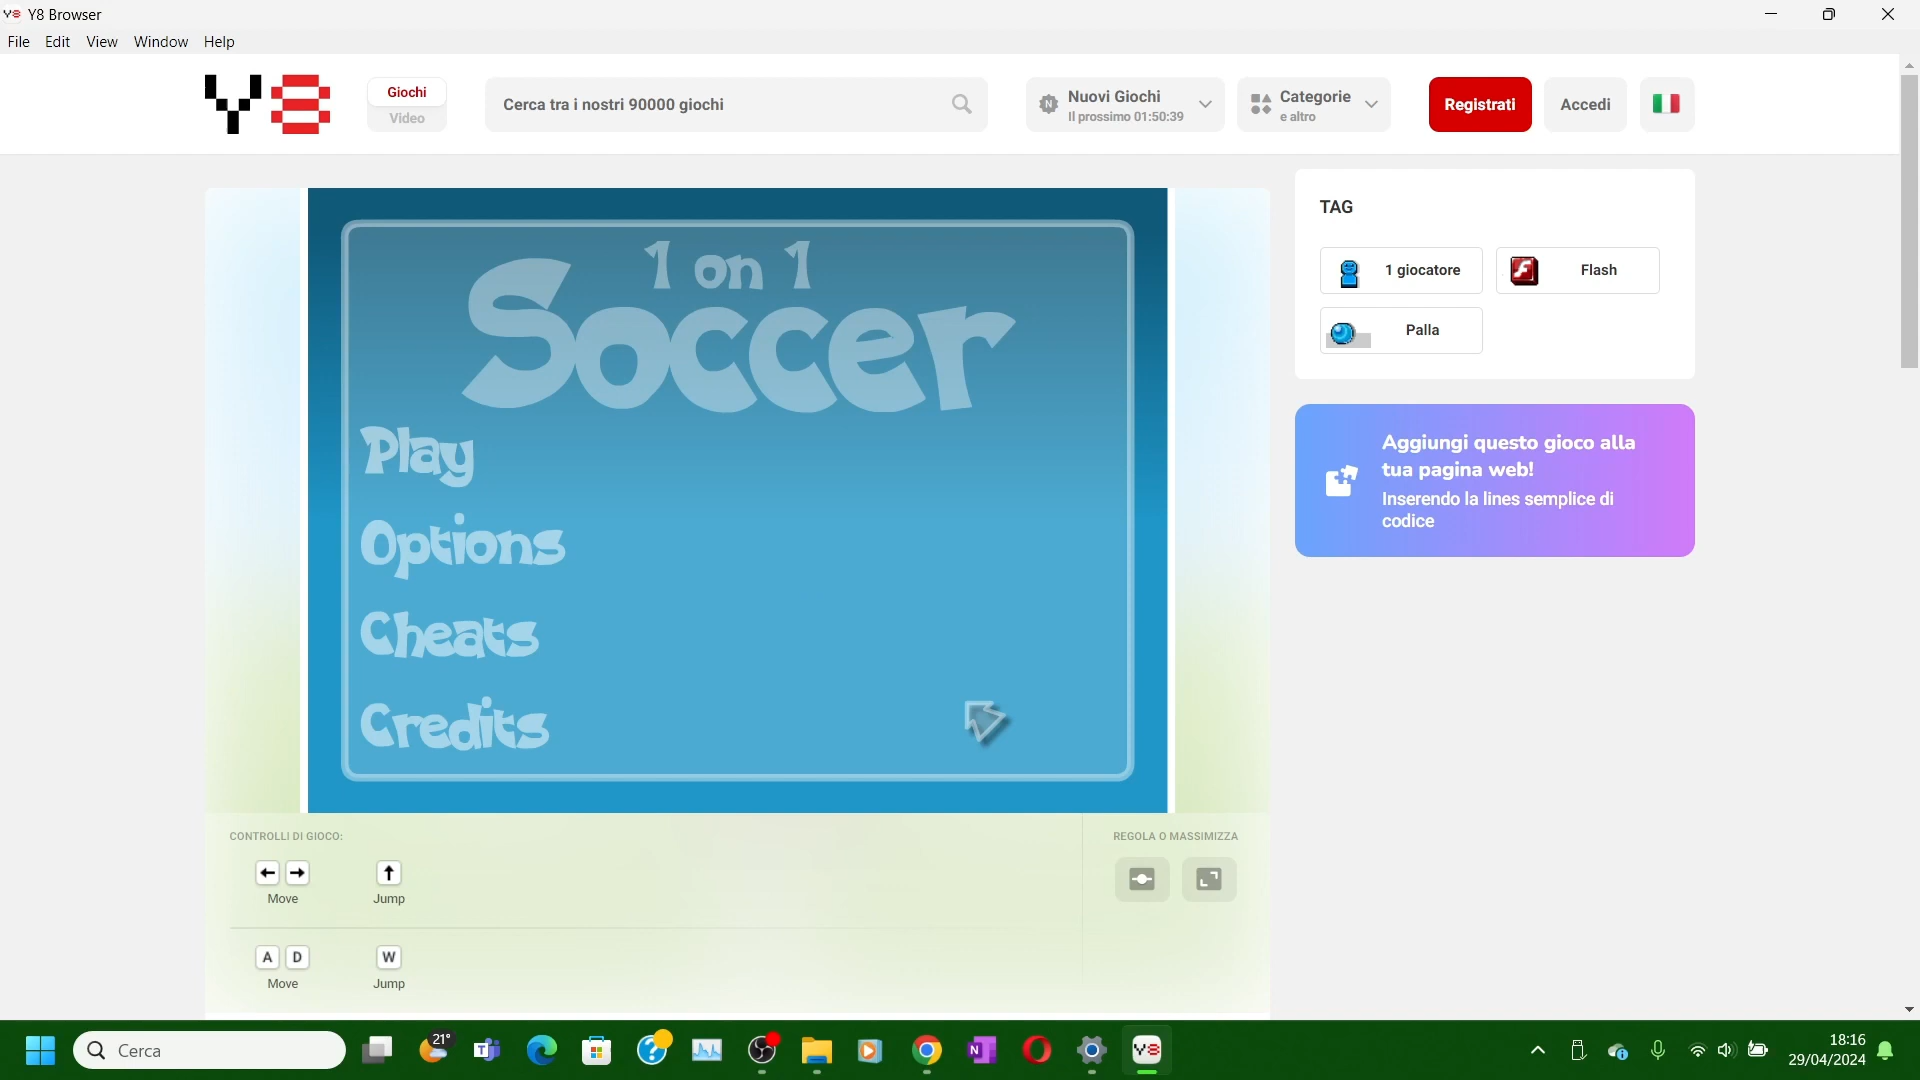 Y8 Browser
File Edit View Window Help
Y8
Giochi
Video
Cerca tra i nostri 90000 giochi
Nuovi Giochi
Il prossimo 01:50:39
Categorie
e altro
Registrati
Accedi
1 on 1
Soccer
Play
Options
Cheats
Credits
TAG
1 giocatore
Flash
Palla
Aggiungi questo gioco alla
tua pagina web!
Inserendo la lines semplice di
codice
CONTROLLI DI GIOCO:
REGOLA O MASSIMIZZA
← → ↑
Move Jump
A D W
Move Jump
Cerca
21°
18:16
29/04/2024